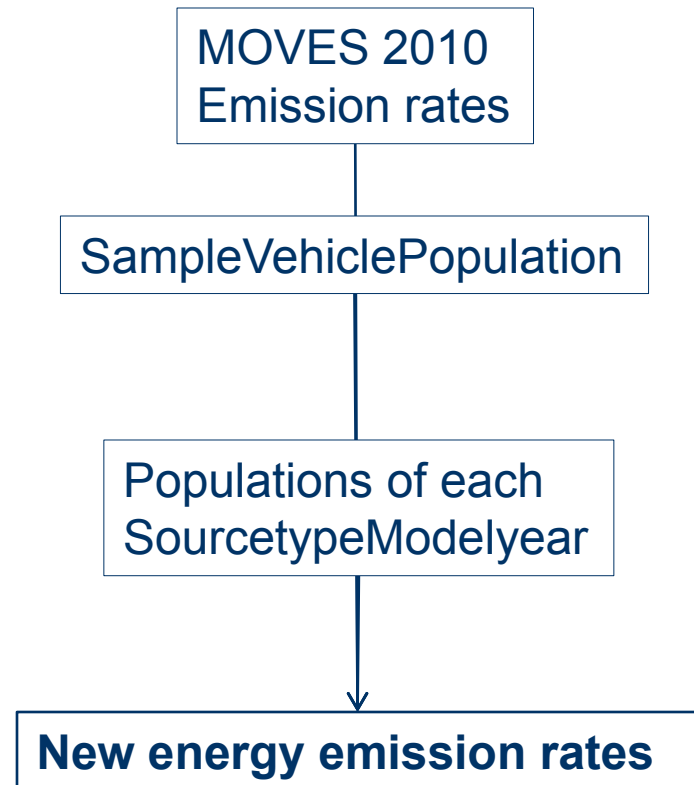 MOVES 2010
Emission rates
SampleVehiclePopulation
Populations of each
SourcetypeModelyear
New energy emission rates